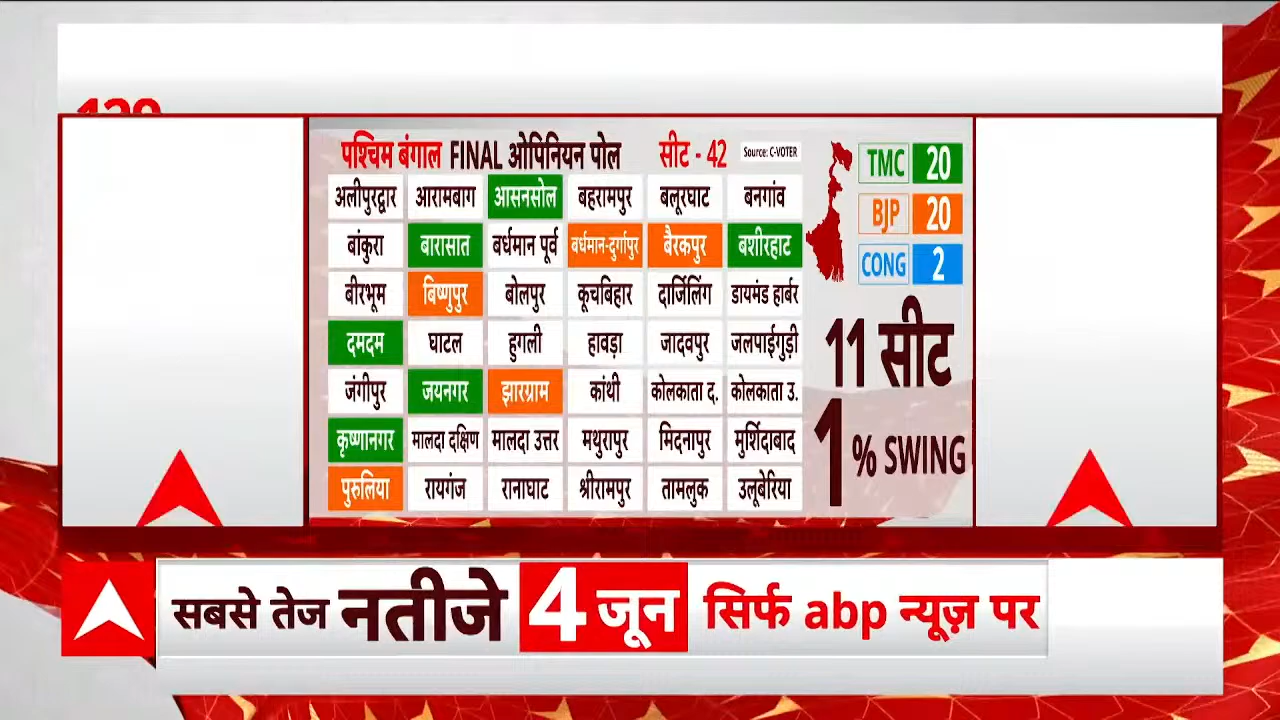 पश्चिम बंगाल FINAL ओपिनियन पोल सीट - 42 Source: C-VOTER
अलीपुरद्वार आरामबाग आसनसोल बहरामपुर बलूरघाट बनगांव
बांकुरा बारासात बर्धमान पूर्व बर्धमान-दुर्गापुर बैरकपुर बशीरहाट
बीरभूम बिष्णुपुर बोलपुर कूचबिहार दार्जिलिंग डायमंड हार्बर
दमदम घाटल हुगली हावड़ा जादवपुर जलपाईगुड़ी
जंगीपुर जयनगर झारग्राम कांथी कोलकाता द. कोलकाता उ.
कृष्णानगर मालदा दक्षिण मालदा उत्तर मथुरापुर मिदनापुर मुर्शिदाबाद
पुरुलिया रायगंज रानाघाट श्रीरामपुर तामलुक उलूबेरिया
TMC 20
BJP 20
CONG 2
11 सीट
1% SWING
सबसे तेज नतीजे 4 जून सिर्फ abp न्यूज़ पर